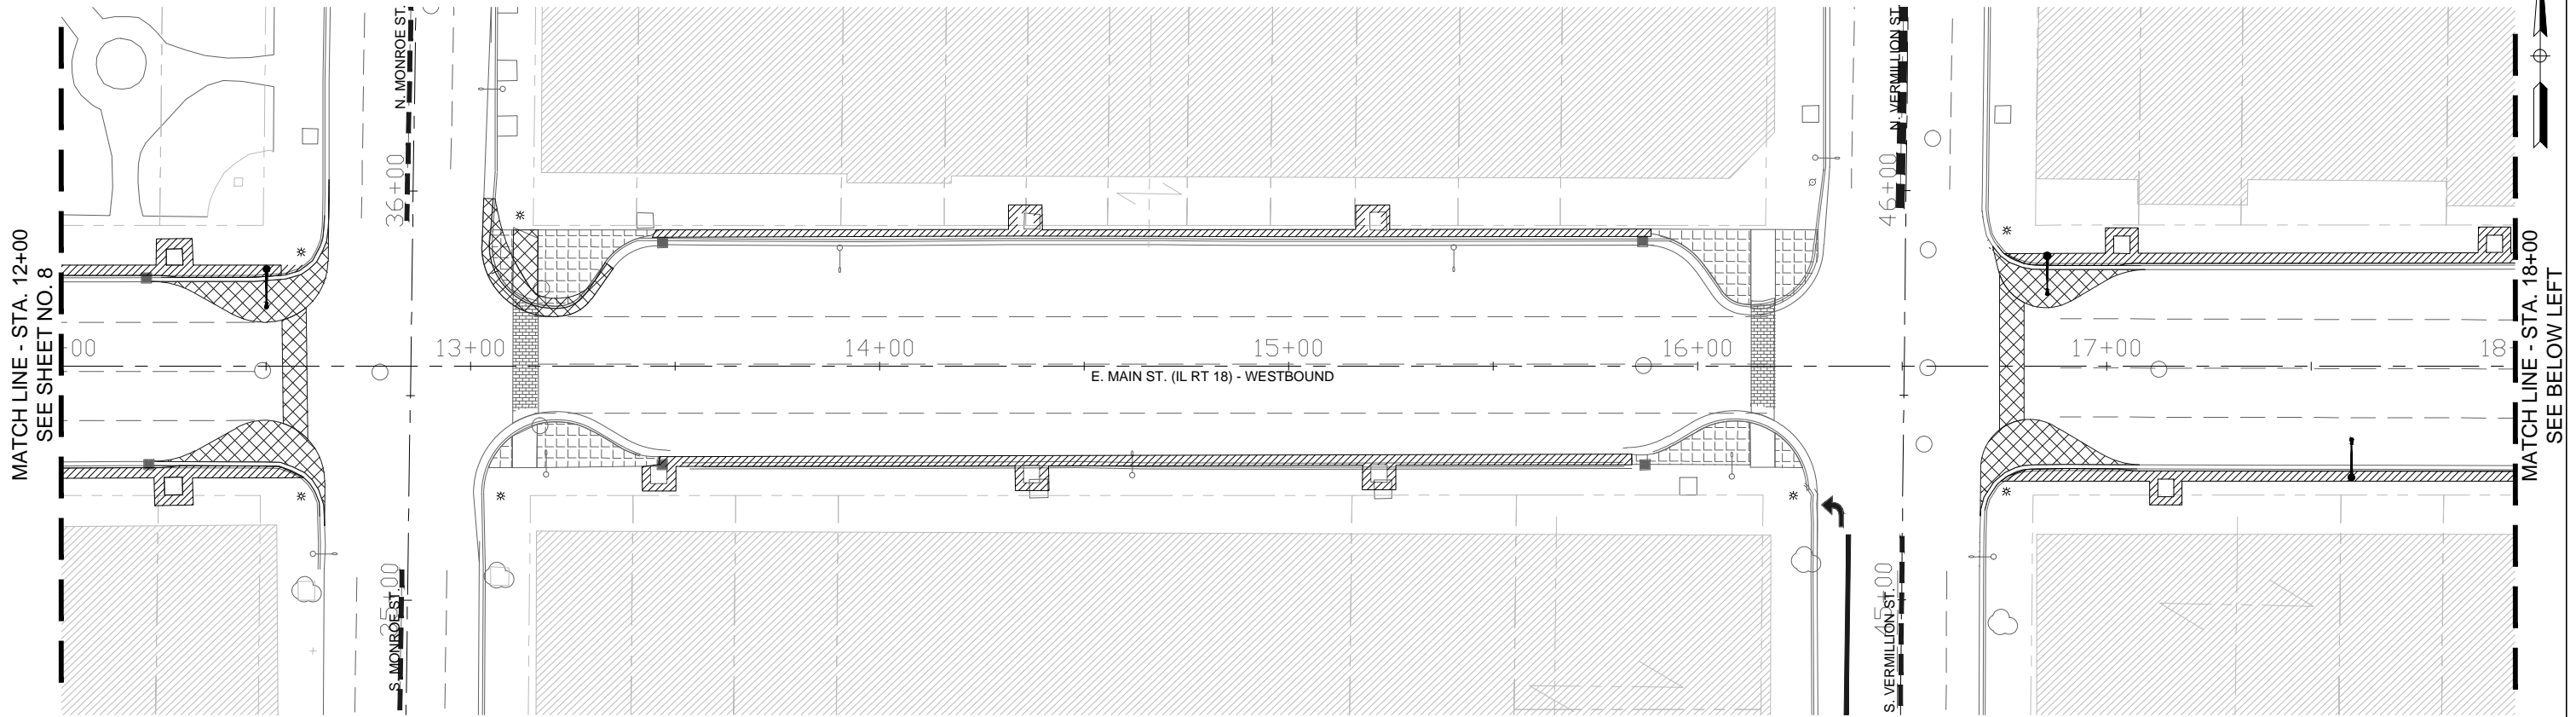 MATCH LINE - STA. 12+00
SEE SHEET NO. 8
N. MONROE ST.
36+00
N. VERMILLION ST.
46+00
00
13+00
14+00
15+00
16+00
17+00
18
E. MAIN ST. (IL RT 18) - WESTBOUND
S. MONROE ST.
35+00
S. VERMILLION ST.
45+00
MATCH LINE - STA. 18+00
SEE BELOW LEFT